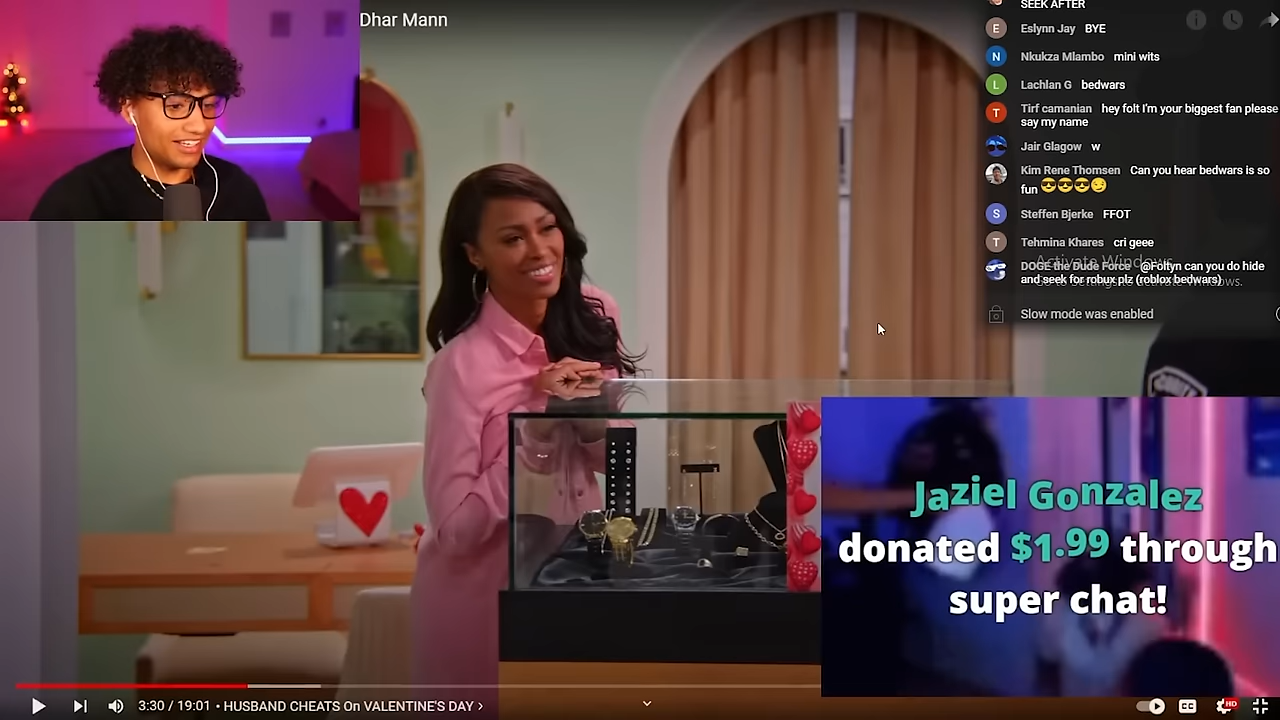 Dhar Mann
SEEK AFTER
E Eslynn Jay BYE
N Nkukza Mlambo mini wits
L Lachlan G bedwars
T Tirf camanian hey folt I'm your biggest fan please
say my name
Jair Glagow w
Kim Rene Thomsen Can you hear bedwars is so
fun 😎😎😎😏
S Steffen Bjerke FFOT
T Tehmina Khares cri geee
Activate Windows
DOGE the Dude Force @Foltyn can you do hide
and seek for robux plz (roblox bedwars)
Slow mode was enabled
Jaziel Gonzalez
donated $1.99 through
super chat!
3:30 / 19:01 • HUSBAND CHEATS On VALENTINE'S DAY >
CC
HD